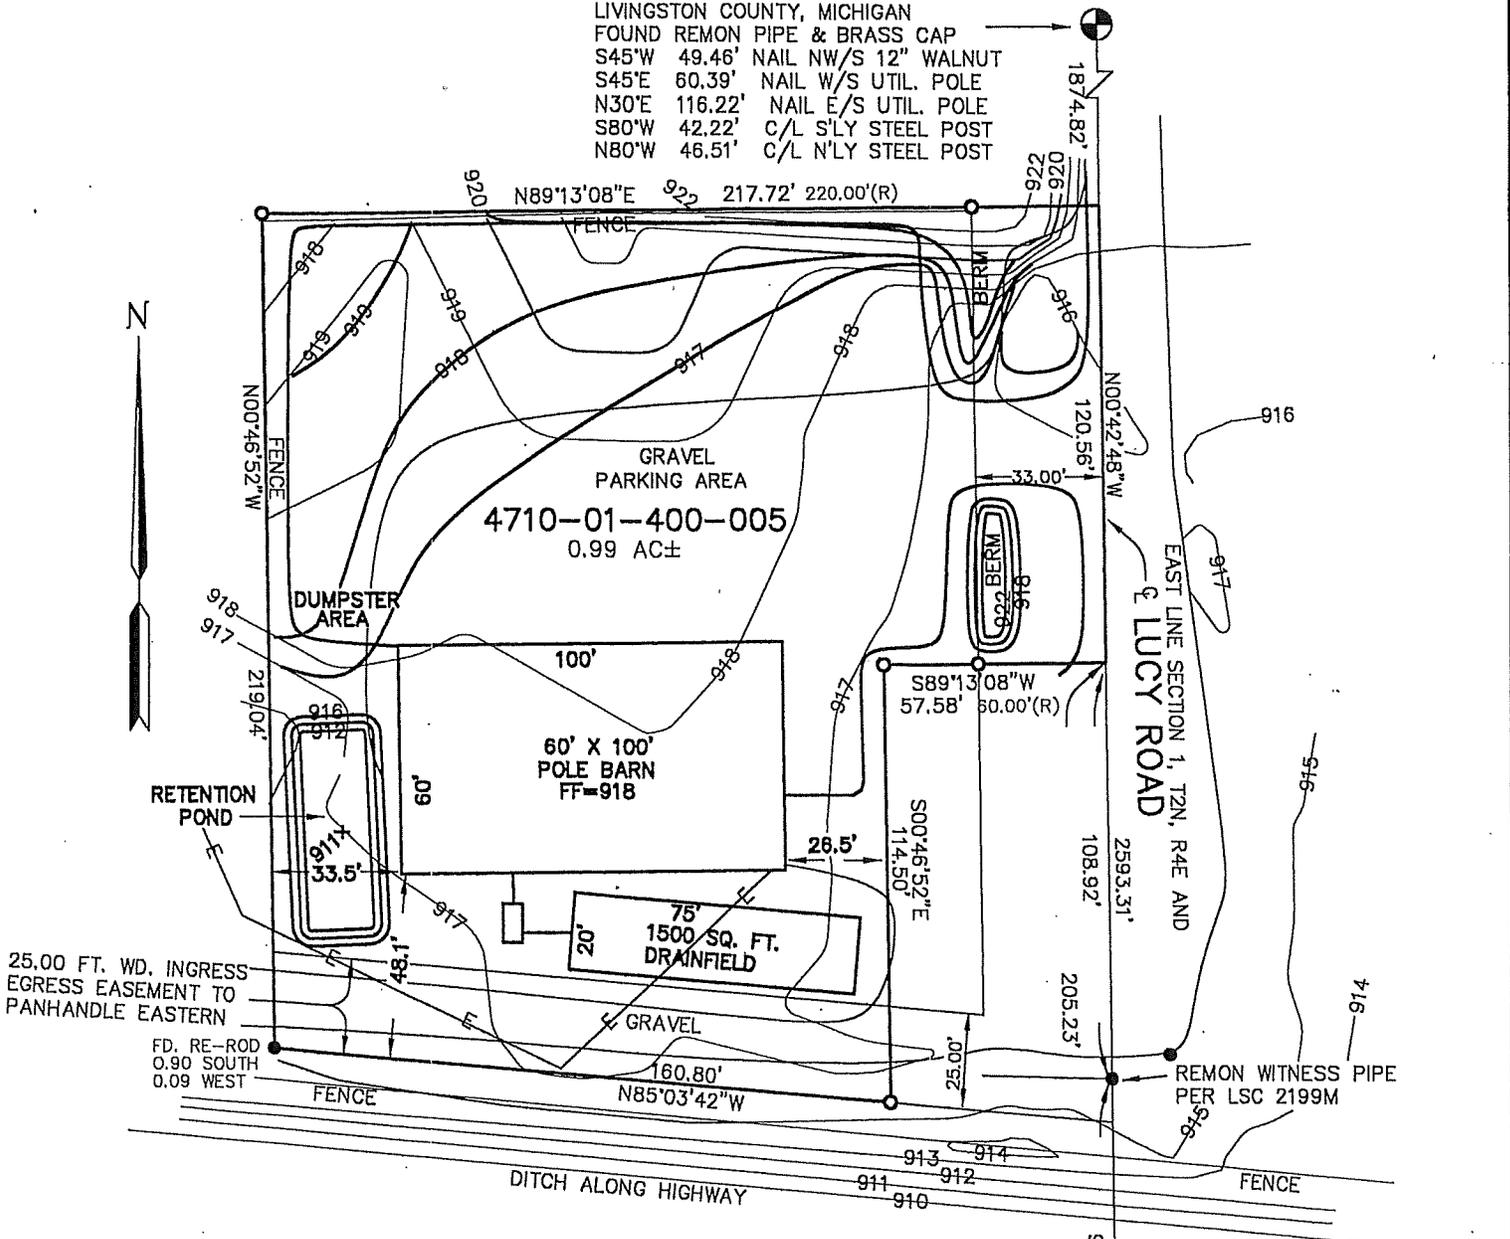 LIVINGSTON COUNTY, MICHIGAN
FOUND REMON PIPE & BRASS CAP
S45°W 49.46' NAIL NW/S 12" WALNUT
S45°E 60.39' NAIL W/S UTIL. POLE
N30°E 116.22' NAIL E/S UTIL. POLE
S80°W 42.22' C/L S'LY STEEL POST
N80°W 46.51' C/L N'LY STEEL POST
1874.82'
922
920
920
N89°13'08"E
922
217.72' 220.00'(R)
FENCE
918
BERM
N
919
919
919
918
917
918
916
N00°46'52"W
FENCE
N00°42'48"W
120.56'
916
GRAVEL
PARKING AREA
33.00'
4710-01-400-005
0.99 AC±
BERM
922
918
917
DUMPSTER
AREA
918
917
100'
918
917
S89°13'08"W
57.58' 60.00'(R)
℄ LUCY ROAD
EAST LINE SECTION 1, T2N, R4E AND
219.04'
916
912
60' X 100'
POLE BARN
FF=918
60'
RETENTION
POND
911
33.5'
26.5'
S00°46'52"E
114.50'
2593.31'
108.92'
915
E
917
E
75'
1500 SQ. FT.
DRAINFIELD
20'
48.1'
E
25.00 FT. WD. INGRESS
EGRESS EASEMENT TO
PANHANDLE EASTERN
E
E GRAVEL
205.23'
914
FD. RE-ROD
0.90 SOUTH
0.09 WEST
25.00'
160.80'
N85°03'42"W
FENCE
REMON WITNESS PIPE
PER LSC 2199M
915
913
914
912
911
910
DITCH ALONG HIGHWAY
FENCE